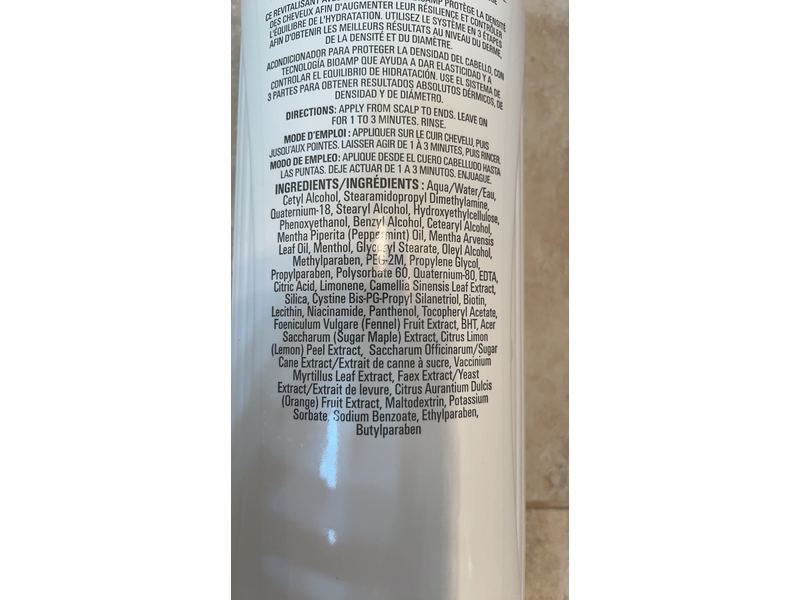 CE REVITALISANT PROTÈGE LA DENSITÉ
DES CHEVEUX AFIN D'AUGMENTER LEUR RÉSILIENCE ET CONTRÔLER
L'ÉQUILIBRE DE L'HYDRATATION. UTILISEZ LE SYSTÈME EN 3 ÉTAPES
AFIN D'OBTENIR LES MEILLEURS RÉSULTATS AU NIVEAU DU DERME,
DE LA DENSITÉ ET DU DIAMÈTRE.
ACONDICIONADOR PARA PROTEGER LA DENSIDAD DEL CABELLO, CON
TECNOLOGÍA BIOAMP QUE AYUDA A DAR ELASTICIDAD Y A
CONTROLAR EL EQUILIBRIO DE HIDRATACIÓN. USE EL SISTEMA DE
3 PARTES PARA OBTENER RESULTADOS ABSOLUTOS DÉRMICOS, DE
DENSIDAD Y DE DIÁMETRO.
DIRECTIONS: APPLY FROM SCALP TO ENDS. LEAVE ON
FOR 1 TO 3 MINUTES. RINSE.
MODE D'EMPLOI : APPLIQUER SUR LE CUIR CHEVELU, PUIS
JUSQU'AUX POINTES. LAISSER AGIR DE 1 À 3 MINUTES, PUIS RINCER.
MODO DE EMPLEO: APLIQUE DESDE EL CUERO CABELLUDO HASTA
LAS PUNTAS. DEJE ACTUAR DE 1 A 3 MINUTOS. ENJUAGUE.
INGREDIENTS/INGRÉDIENTS : Aqua/Water/Eau,
Cetyl Alcohol, Stearamidopropyl Dimethylamine,
Quaternium-18, Stearyl Alcohol, Hydroxyethylcellulose,
Phenoxyethanol, Benzyl Alcohol, Cetearyl Alcohol,
Mentha Piperita (Peppermint) Oil, Mentha Arvensis
Leaf Oil, Menthol, Glyceryl Stearate, Oleyl Alcohol,
Methylparaben, PEG-2M, Propylene Glycol,
Propylparaben, Polysorbate 60, Quaternium-80, EDTA,
Citric Acid, Limonene, Camellia Sinensis Leaf Extract,
Silica, Cystine Bis-PG-Propyl Silanetriol, Biotin,
Lecithin, Niacinamide, Panthenol, Tocopheryl Acetate,
Foeniculum Vulgare (Fennel) Fruit Extract, BHT, Acer
Saccharum (Sugar Maple) Extract, Citrus Limon
(Lemon) Peel Extract, Saccharum Officinarum/Sugar
Cane Extract/Extrait de canne à sucre, Vaccinium
Myrtillus Leaf Extract, Faex Extract/Yeast
Extract/Extrait de levure, Citrus Aurantium Dulcis
(Orange) Fruit Extract, Maltodextrin, Potassium
Sorbate, Sodium Benzoate, Ethylparaben,
Butylparaben